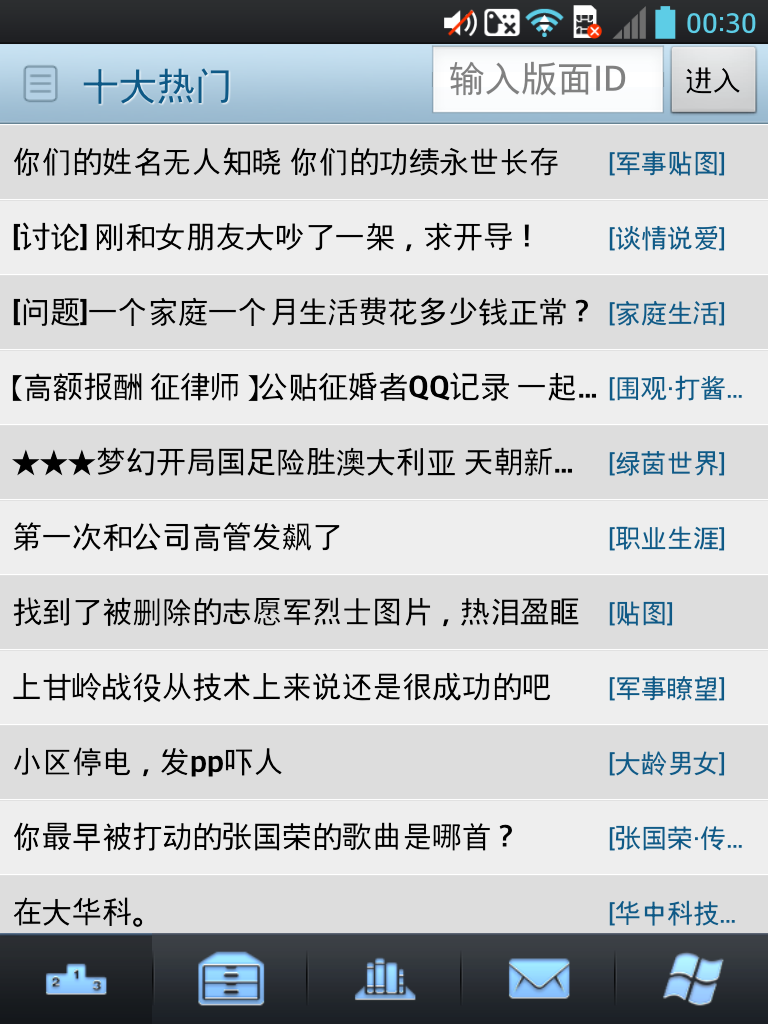 00:30
十大热门
输入版面ID
进入
你们的姓名无人知晓 你们的功绩永世长存 [军事贴图]
[讨论] 刚和女朋友大吵了一架，求开导！ [谈情说爱]
[问题]一个家庭一个月生活费花多少钱正常？ [家庭生活]
【高额报酬 征律师 】公贴征婚者QQ记录 一起... [围观·打酱...
★★★梦幻开局国足险胜澳大利亚 天朝新... [绿茵世界]
第一次和公司高管发飙了 [职业生涯]
找到了被删除的志愿军烈士图片，热泪盈眶 [贴图]
上甘岭战役从技术上来说还是很成功的吧 [军事瞭望]
小区停电，发pp吓人 [大龄男女]
你最早被打动的张国荣的歌曲是哪首？ [张国荣·传...
在大华科。 [华中科技...
2 1 3